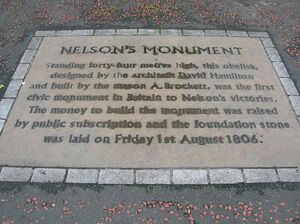 NELSON'S MONUMENT
Standing forty-four metres high, this obelisk,
designed by the architect David Hamilton
and built by the mason A. Brockett, was the first
civic monument in Britain to Nelson's victories.
The money to build the monument was raised
by public subscription and the foundation stone
was laid on Friday 1st August 1806.